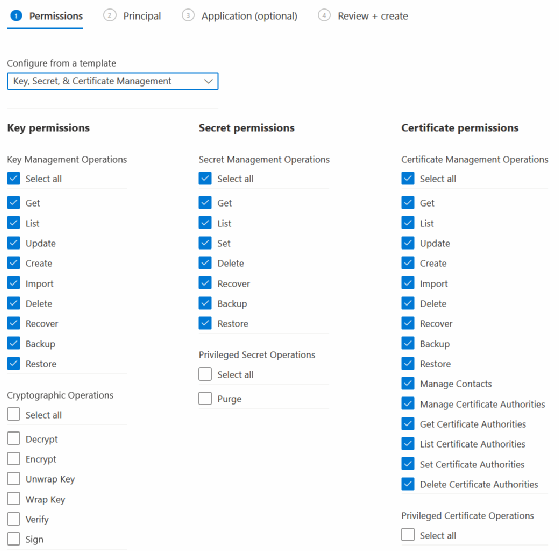 1 Permissions 2 Principal 3 Application (optional) 4 Review + create
Configure from a template
Key, Secret, & Certificate Management
Key permissions
Key Management Operations
Select all
Get
List
Update
Create
Import
Delete
Recover
Backup
Restore
Cryptographic Operations
Select all
Decrypt
Encrypt
Unwrap Key
Wrap Key
Verify
Sign
Secret permissions
Secret Management Operations
Select all
Get
List
Set
Delete
Recover
Backup
Restore
Privileged Secret Operations
Select all
Purge
Certificate permissions
Certificate Management Operations
Select all
Get
List
Update
Create
Import
Delete
Recover
Backup
Restore
Manage Contacts
Manage Certificate Authorities
Get Certificate Authorities
List Certificate Authorities
Set Certificate Authorities
Delete Certificate Authorities
Privileged Certificate Operations
Select all